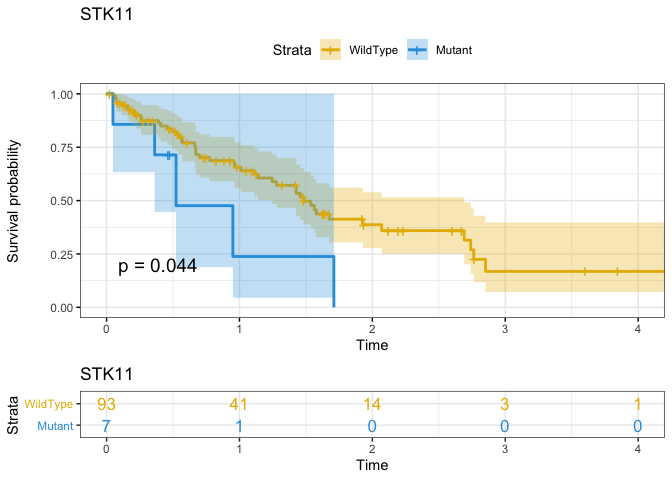 STK11
Strata WildType Mutant
1.00
0.75
0.50
0.25
0.00
Survival probability
p = 0.044
0 1 2 3 4
Time
STK11
Strata
WildType 93 41 14 3 1
Mutant 7 1 0 0 0
0 1 2 3 4
Time